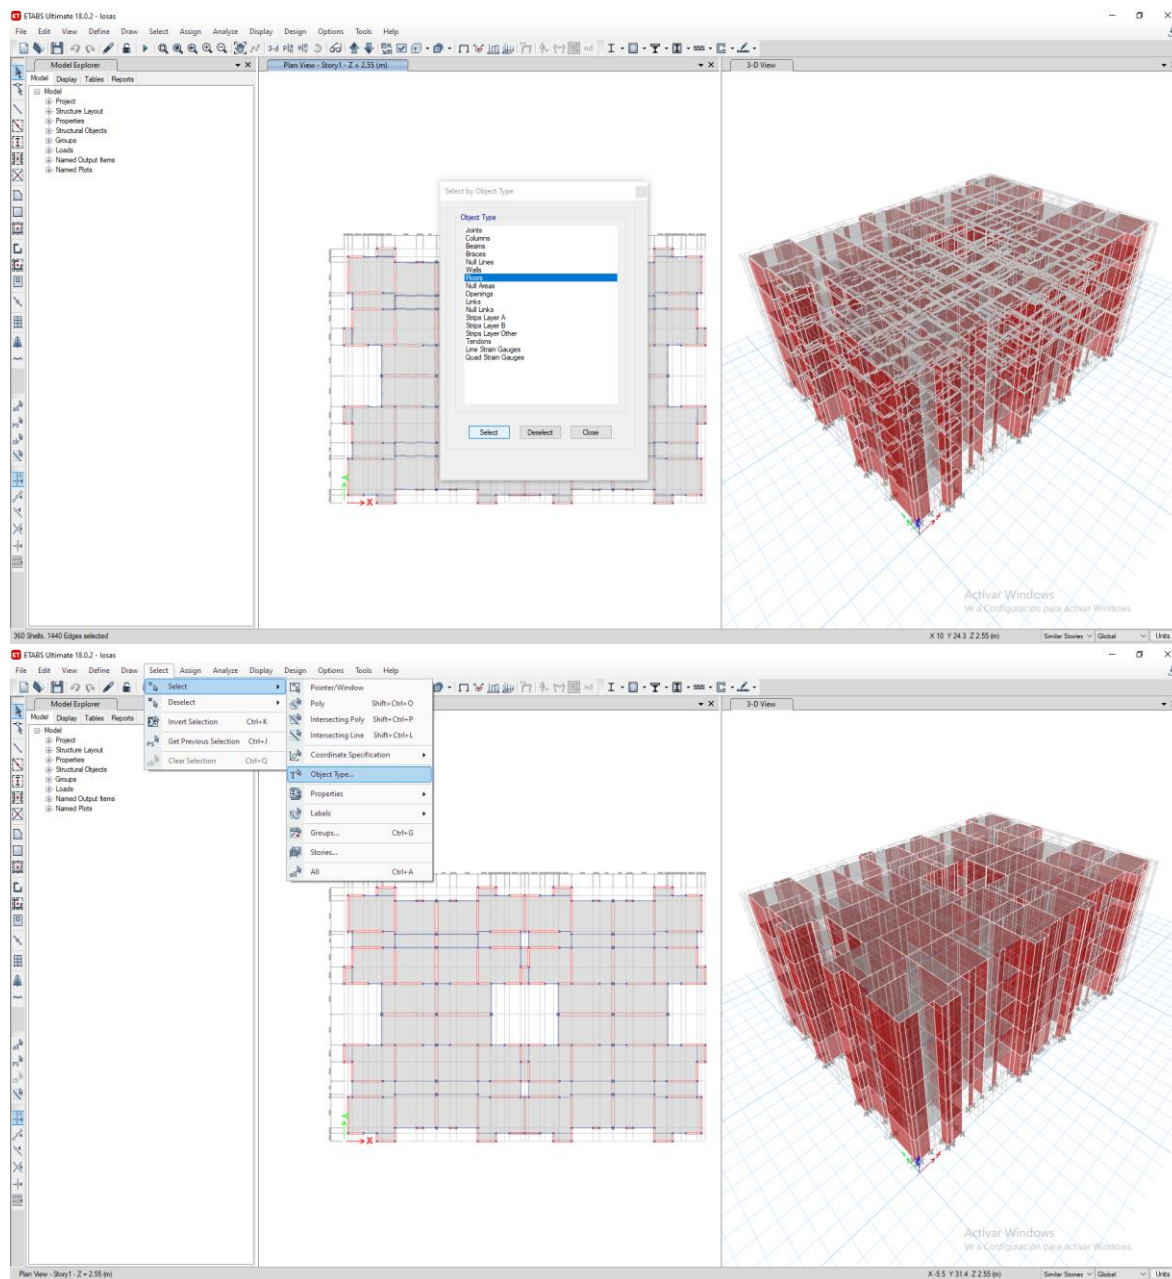 ETABS Ultimate 18.0.2 - losas
File Edit View Define Draw Select Assign Analyze Display Design Options Tools Help
Model Explorer
Plan View - Story1 - Z = 2.55 (m)
3-D View
Model Display Tables Reports
Model
Project
Structure Layout
Properties
Structural Objects
Groups
Loads
Named Output Items
Named Plots
Select by Object Type
Object Type
Joints
Columns
Beams
Braces
Null Lines
Walls
Floors
Null Areas
Openings
Links
Null Links
Strips Layer A
Strips Layer B
Strips Layer Other
Tendons
Line Strain Gauges
Quad Strain Gauges
Select Deselect Close
X
Activar Windows
Ve a Configuración para activar Windows.
360 Shells, 1440 Edges selected
X 10 Y 24.3 Z 2.55 (m)
Similar Stories Global Units
ETABS Ultimate 18.0.2 - losas
File Edit View Define Draw Select Assign Analyze Display Design Options Tools Help
Model Explorer
3-D View
Model Display Tables Reports
Model
Project
Structure Layout
Properties
Structural Objects
Groups
Loads
Named Output Items
Named Plots
Select
Deselect
Invert Selection Ctrl+K
Get Previous Selection Ctrl+J
Clear Selection Ctrl+Q
Pointer/Window
Poly Shift+Ctrl+O
Intersecting Poly Shift+Ctrl+P
Intersecting Line Shift+Ctrl+L
Coordinate Specification
Object Type...
Properties
Labels
Groups... Ctrl+G
Stories...
All Ctrl+A
X
Activar Windows
Ve a Configuración para activar Windows.
Plan View - Story1 - Z = 2.55 (m)
X -5.5 Y 31.4 Z 2.55 (m)
Similar Stories Global Units